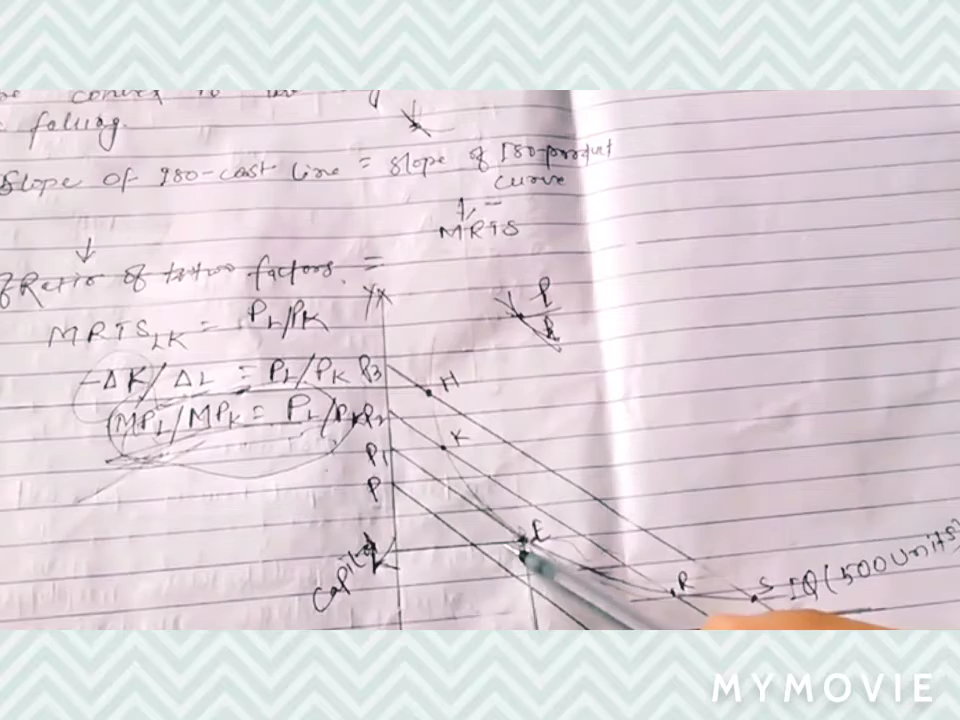 falling.
Slope of Iso-cost line = Slope of Iso-product
curve
MRTS
Ratio of two factors. =
MRTS LK = PL/PK
-ΔK/ΔL = PL/PK
MPL/MPK = PL/PK
P3
P2
P1
P
H
K
E
R
S
IQ (500 units)
Capital
MYMOVIE